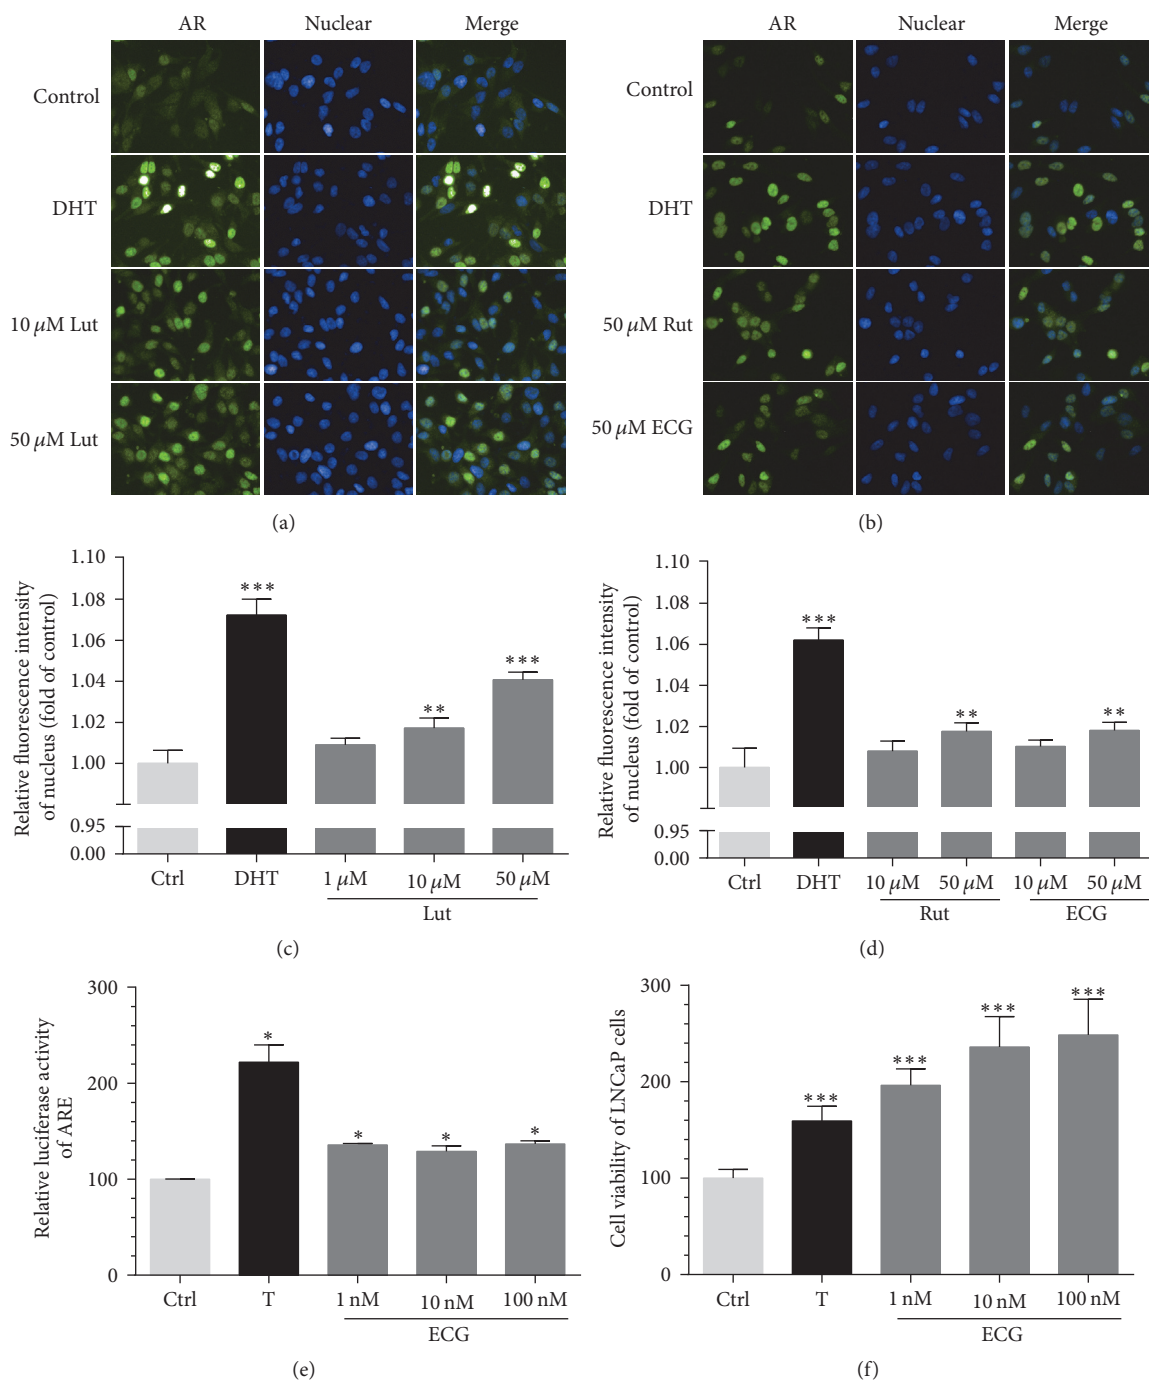 AR Nuclear Merge
Control
DHT
10 μM Lut
50 μM Lut
(a)
AR Nuclear Merge
Control
DHT
50 μM Rut
50 μM ECG
(b)
Relative fluorescence intensity
of nucleus (fold of control)
1.10
1.08
1.06
1.04
1.02
1.00
0.95
0.00
***
**
***
Ctrl DHT 1 μM 10 μM 50 μM
Lut
(c)
Relative fluorescence intensity
of nucleus (fold of control)
1.10
1.08
1.06
1.04
1.02
1.00
0.95
0.00
***
**
**
Ctrl DHT 10 μM 50 μM 10 μM 50 μM
Rut ECG
(d)
Relative luciferase activity
of ARE
300
200
100
0
*
*
*
*
Ctrl T 1 nM 10 nM 100 nM
ECG
(e)
Cell viability of LNCaP cells
300
200
100
0
***
***
***
***
Ctrl T 1 nM 10 nM 100 nM
ECG
(f)